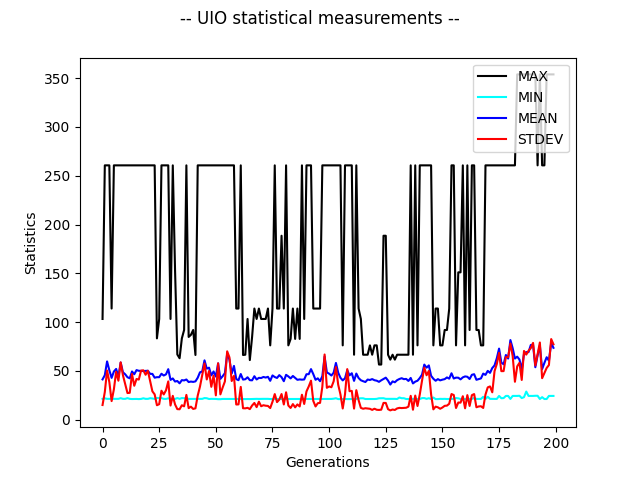 -- UIO statistical measurements --
350
300
250
200
150
100
50
0
Statistics
MAX
MIN
MEAN
STDEV
0 25 50 75 100 125 150 175 200
Generations